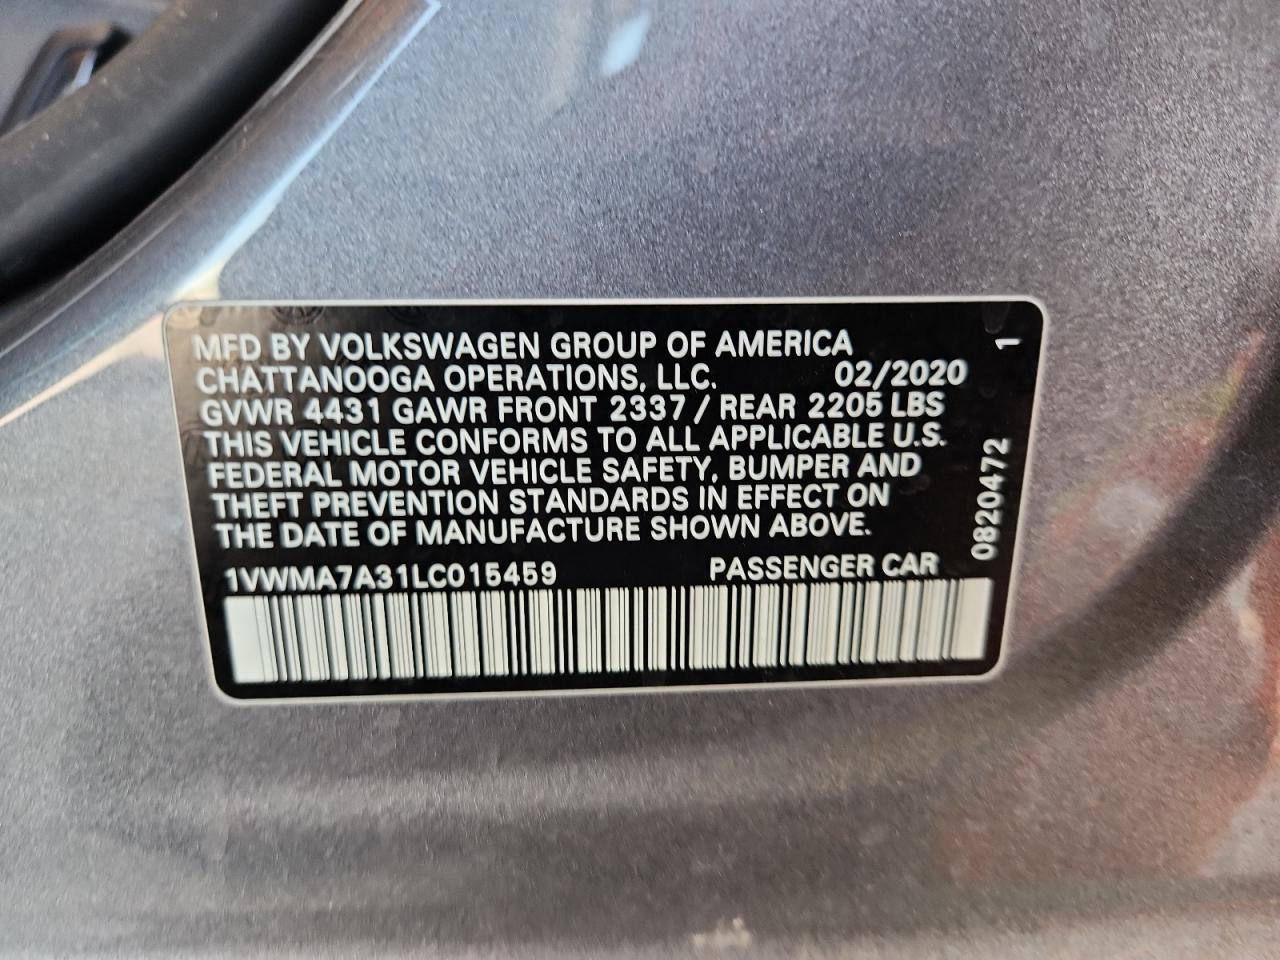 MFD BY VOLKSWAGEN GROUP OF AMERICA
CHATTANOOGA OPERATIONS, LLC. 02/2020
GVWR 4431 GAWR FRONT 2337 / REAR 2205 LBS
THIS VEHICLE CONFORMS TO ALL APPLICABLE U.S.
FEDERAL MOTOR VEHICLE SAFETY, BUMPER AND
THEFT PREVENTION STANDARDS IN EFFECT ON
THE DATE OF MANUFACTURE SHOWN ABOVE.
1VWMA7A31LC015459 PASSENGER CAR
0820472 1